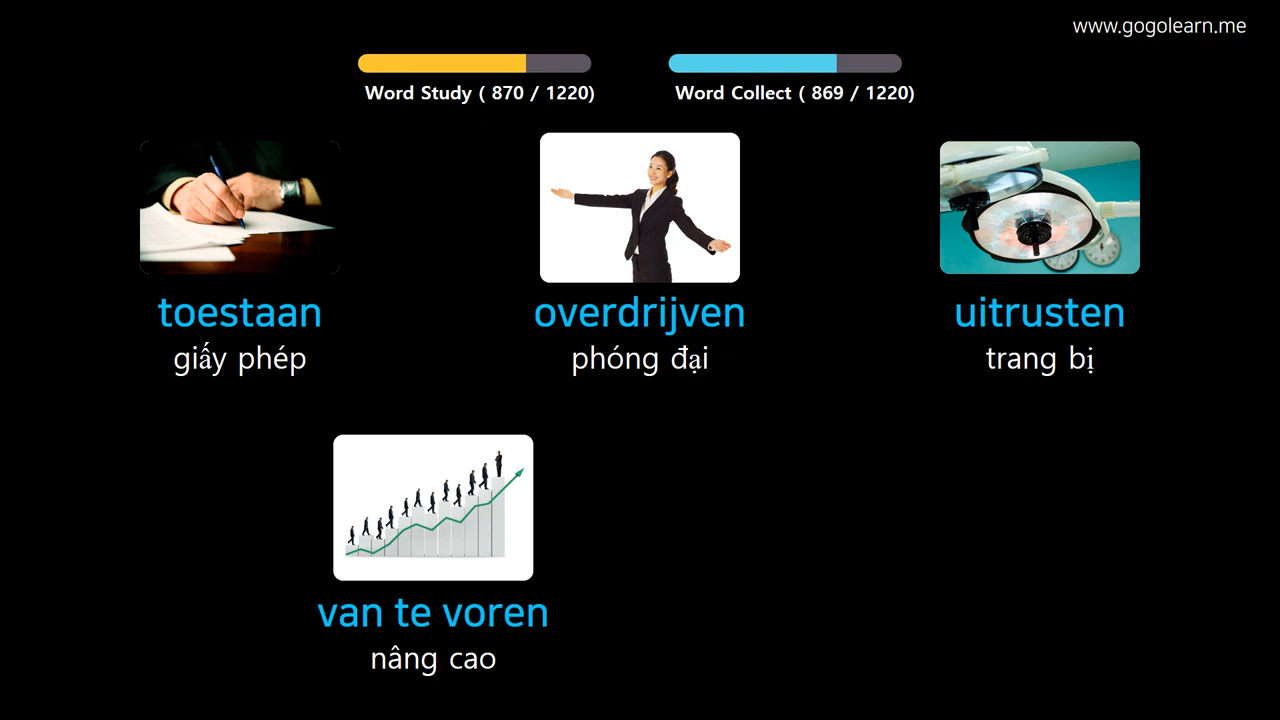 www.gogolearn.me
Word Study ( 870 / 1220)
Word Collect ( 869 / 1220)
toestaan
giấy phép
overdrijven
phóng đại
uitrusten
trang bị
van te voren
nâng cao